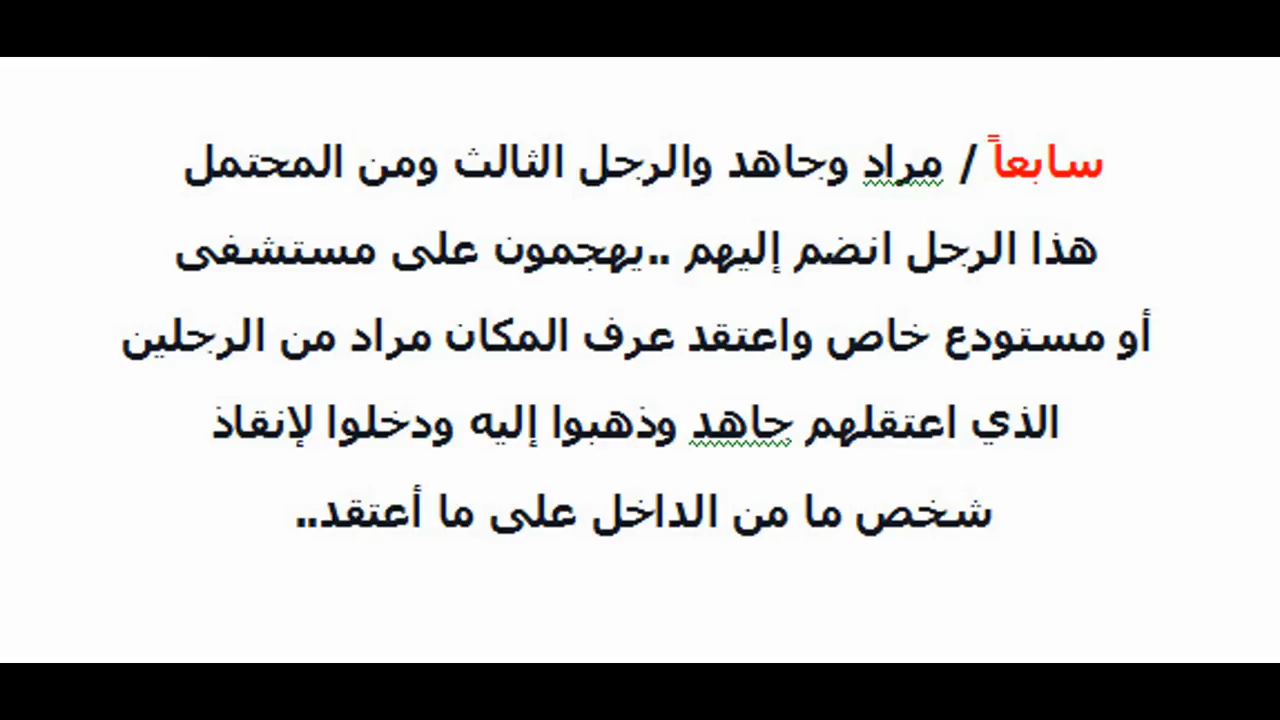 سابعاً / مراد وجاهد والرجل الثالث ومن المحتمل
هذا الرجل انضم إليهم ..يهجمون على مستشفى
أو مستودع خاص واعتقد عرف المكان مراد من الرجلين
الذي اعتقلهم جاهد وذهبوا إليه ودخلوا لإنقاذ
شخص ما من الداخل على ما أعتقد..